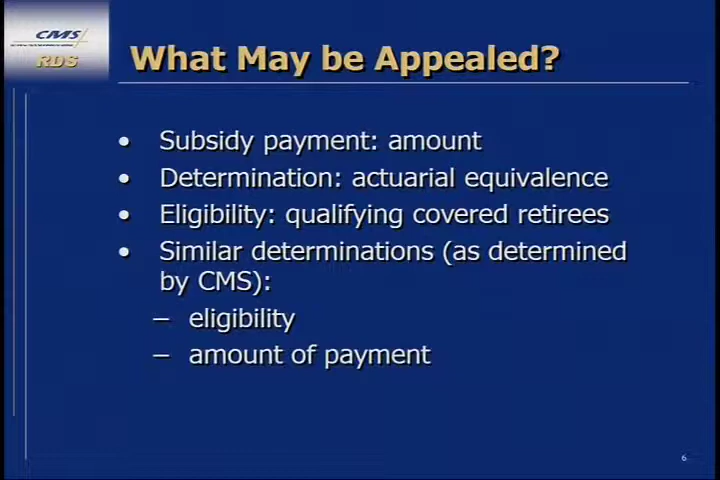 CMS
RDS
What May be Appealed?
• Subsidy payment: amount
• Determination: actuarial equivalence
• Eligibility: qualifying covered retirees
• Similar determinations (as determined
by CMS):
– eligibility
– amount of payment
6